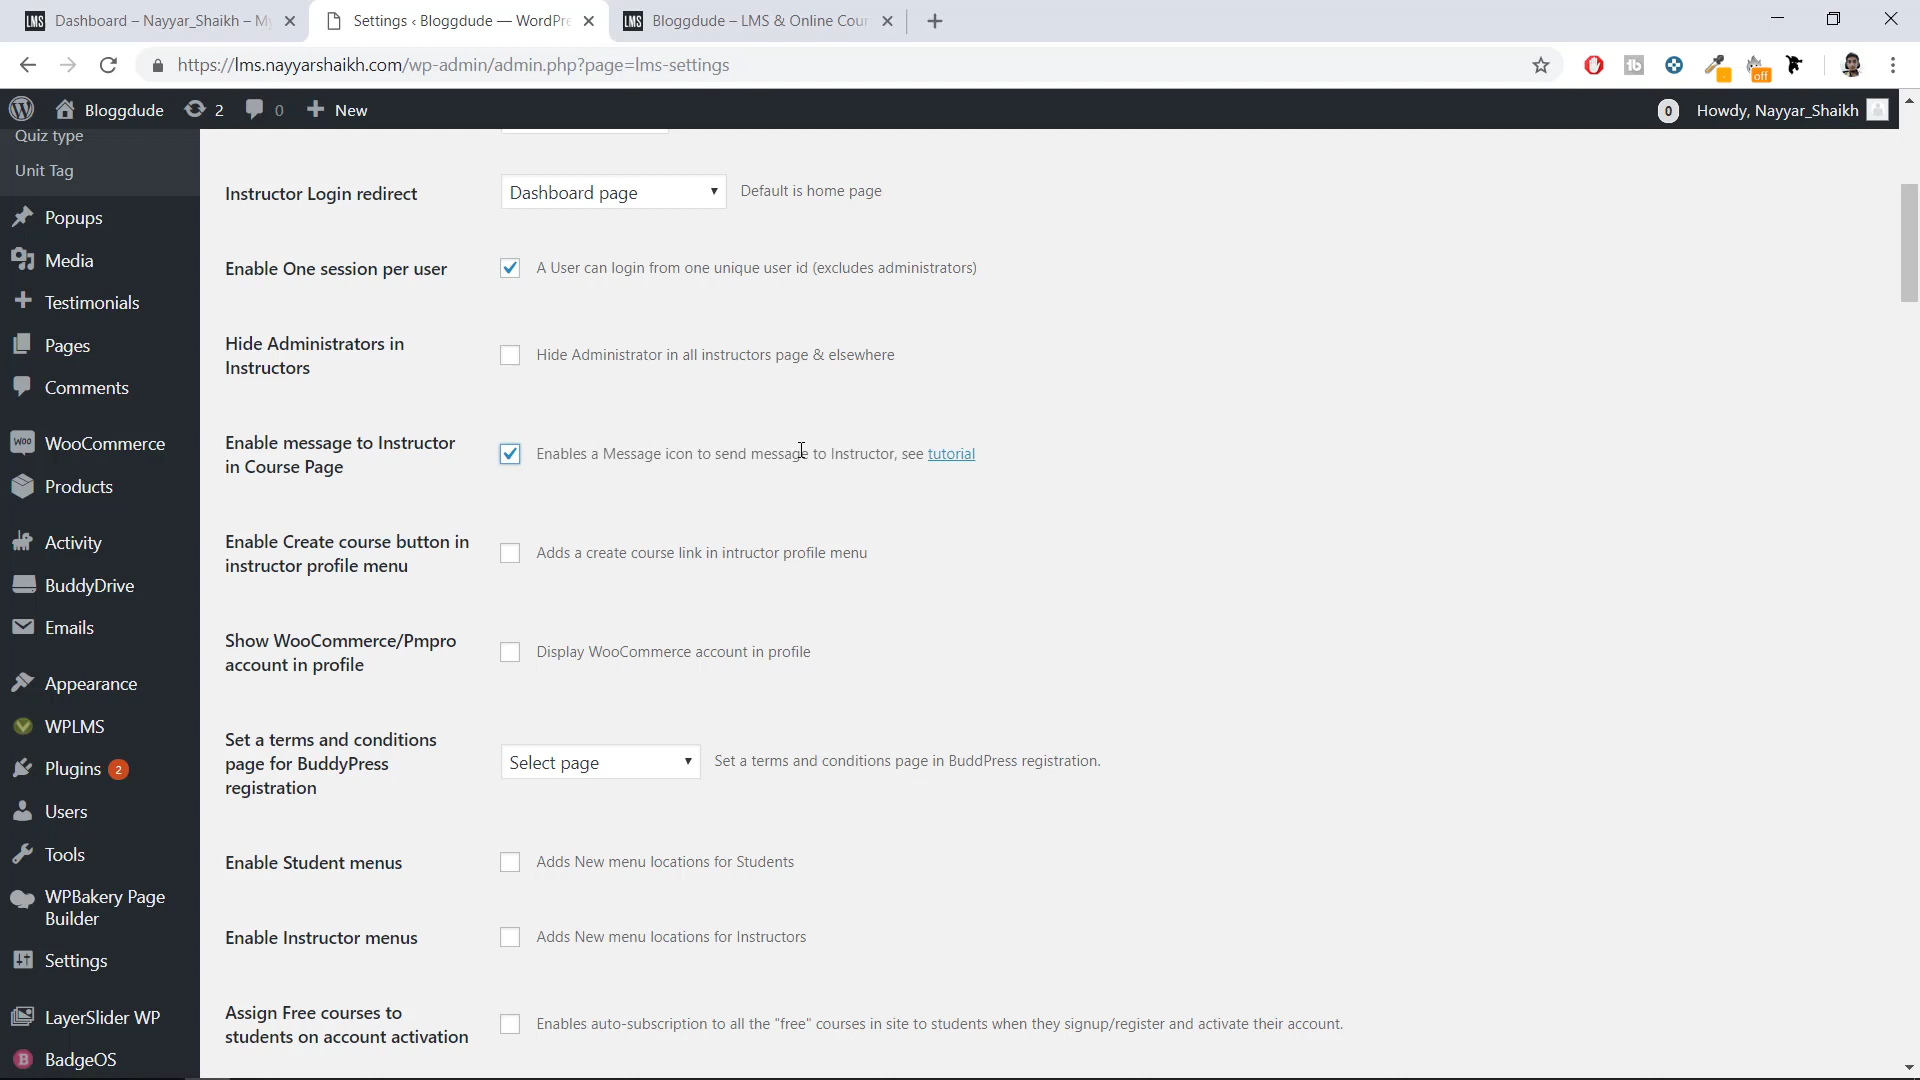 Dashboard – Nayyar_Shaikh – My
Settings ‹ Bloggdude — WordPre
Bloggdude – LMS & Online Cour
https://lms.nayyarshaikh.com/wp-admin/admin.php?page=lms-settings
off
Bloggdude 2 0 New
0 Howdy, Nayyar_Shaikh
Quiz type
Unit Tag
Popups
Media
Testimonials
Pages
Comments
WooCommerce
Products
Activity
BuddyDrive
Emails
Appearance
WPLMS
Plugins 2
Users
Tools
WPBakery Page
Builder
Settings
LayerSlider WP
BadgeOS
Instructor Login redirect Dashboard page Default is home page
Enable One session per user A User can login from one unique user id (excludes administrators)
Hide Administrators in
Instructors
Hide Administrator in all instructors page & elsewhere
Enable message to Instructor
in Course Page
Enables a Message icon to send message to Instructor, see tutorial
Enable Create course button in
instructor profile menu
Adds a create course link in intructor profile menu
Show WooCommerce/Pmpro
account in profile
Display WooCommerce account in profile
Set a terms and conditions
page for BuddyPress
registration
Select page Set a terms and conditions page in BuddPress registration.
Enable Student menus Adds New menu locations for Students
Enable Instructor menus Adds New menu locations for Instructors
Assign Free courses to
students on account activation
Enables auto-subscription to all the "free" courses in site to students when they signup/register and activate their account.